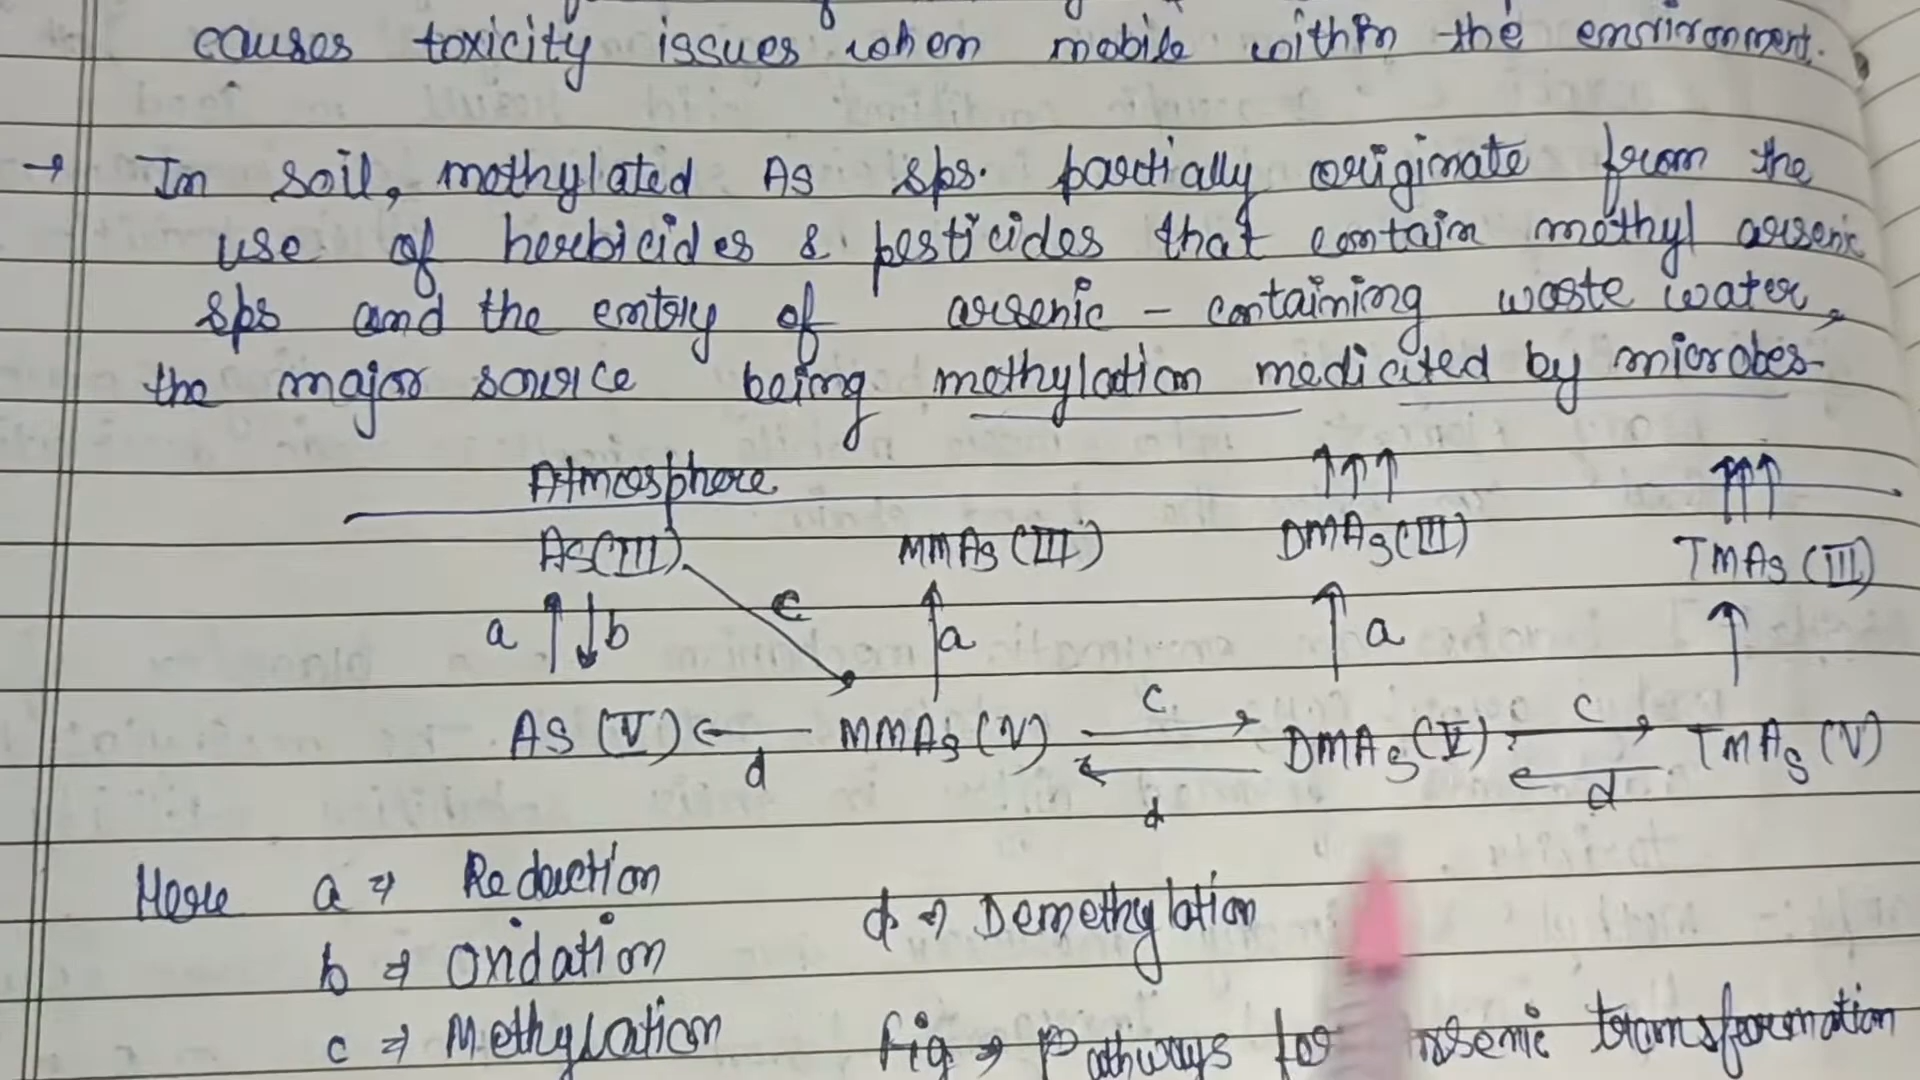 causes toxicity issues when mobile within the environment.
→ In soil, methylated As sps. partially originate from the
use of herbicides & pesticides that contain methyl arsenic
sps and the entry of arsenic - containing waste water,
the major source being methylation medicited by microbes-
Atmosphere ↑↑↑ ↑↑↑
As(III) MMAs (III) DMAs(III) TMAs (III)
a ↑ ↓ b c ↑ a ↑ a ↑
c c
AS (V) ← MMAs (V) ⇄ DMAs (V) ⇄ TMAs (V)
d d d
Here a ⇒ Reduction
d ⇒ Demethylation
b ⇒ Oxidation
c ⇒ Methylation
Fig → Pathways for transformation